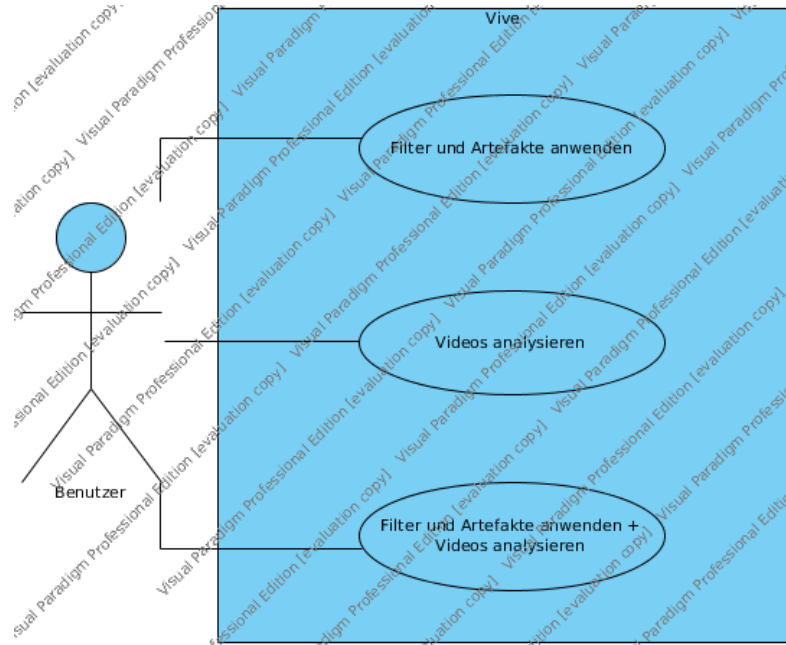 Vive
Filter und Artefakte anwenden
Videos analysieren
Benutzer
Filter und Artefakte anwenden +
Videos analysieren
Visual Paradigm Professional Edition [evaluation copy]